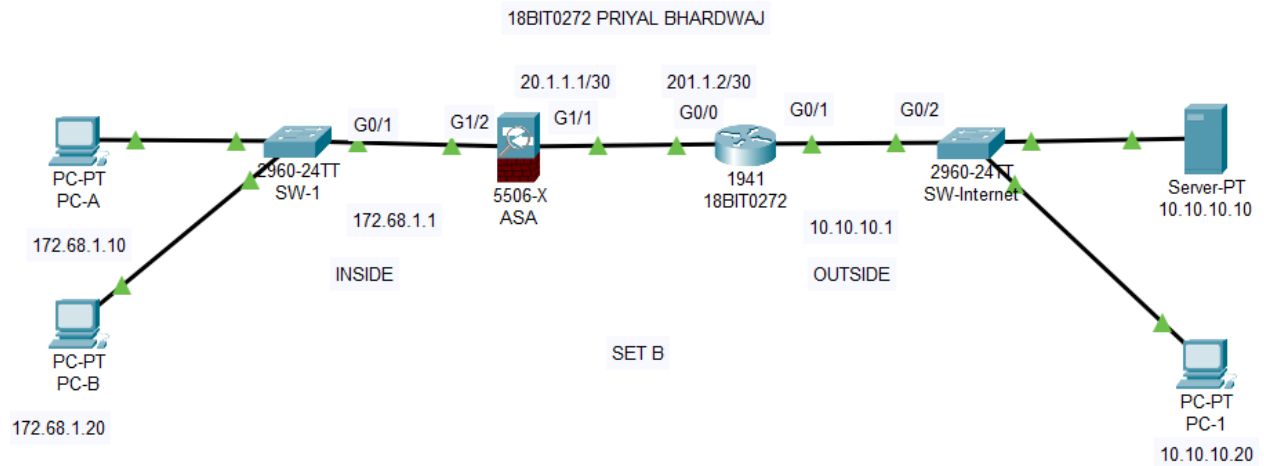 18BIT0272 PRIYAL BHARDWAJ
20.1.1.1/30
201.1.2/30
G0/1
G1/2
G1/1
G0/0
G0/1
G0/2
PC-PT
PC-A
2960-24TT
SW-1
5506-X
ASA
1941
18BIT0272
2960-24TT
SW-Internet
Server-PT
10.10.10.10
172.68.1.1
10.10.10.1
172.68.1.10
INSIDE
OUTSIDE
PC-PT
PC-B
SET B
PC-PT
PC-1
172.68.1.20
10.10.10.20